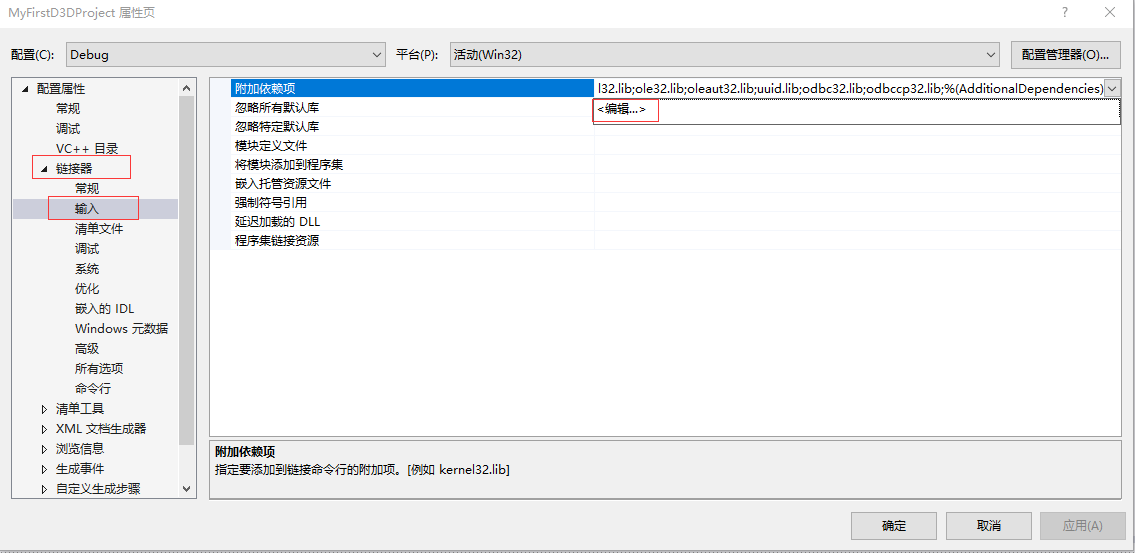 MyFirstD3DProject 属性页
?
配置(C):
Debug
平台(P):
活动(Win32)
配置管理器(O)...
配置属性
常规
调试
VC++ 目录
链接器
常规
输入
清单文件
调试
系统
优化
嵌入的 IDL
Windows 元数据
高级
所有选项
命令行
清单工具
XML 文档生成器
浏览信息
生成事件
自定义生成步骤
附加依赖项
l32.lib;ole32.lib;oleaut32.lib;uuid.lib;odbc32.lib;odbccp32.lib;%(AdditionalDependencies)
忽略所有默认库
<编辑...>
忽略特定默认库
模块定义文件
将模块添加到程序集
嵌入托管资源文件
强制符号引用
延迟加载的 DLL
程序集链接资源
附加依赖项
指定要添加到链接命令行的附加项。[例如 kernel32.lib]
确定
取消
应用(A)